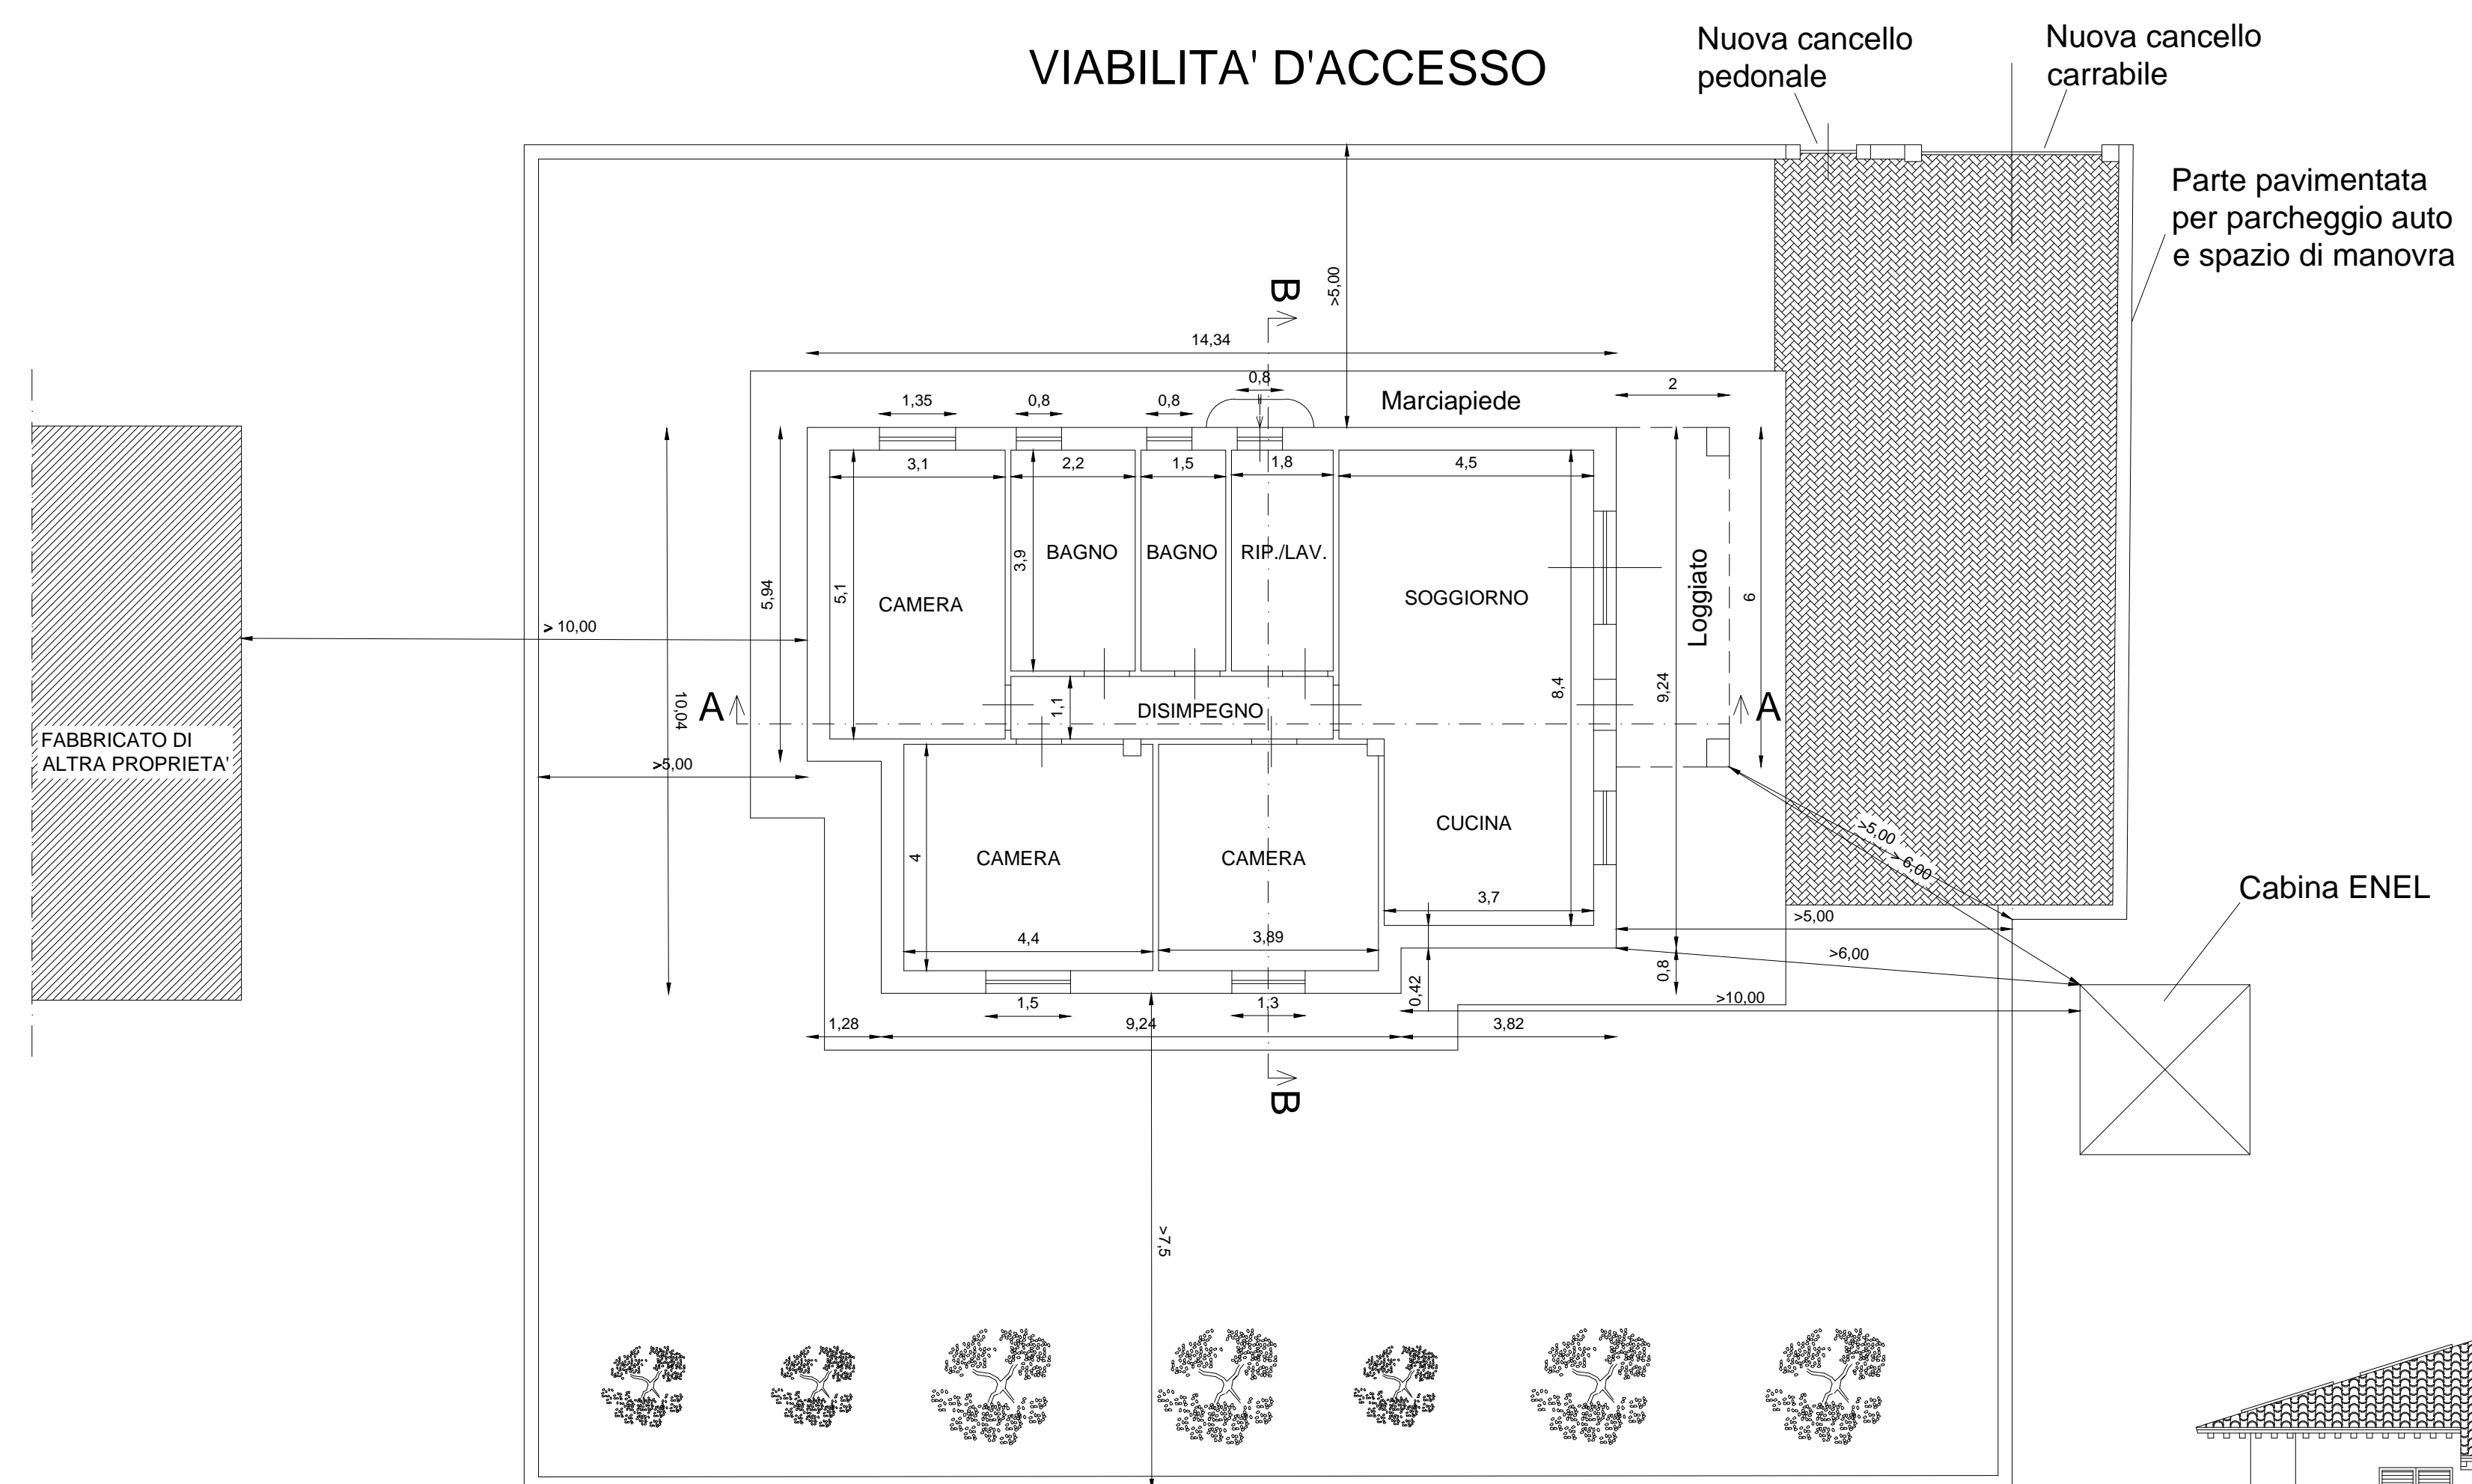 VIABILITA' D'ACCESSO
Nuova cancello
pedonale
Nuova cancello
carrabile
Parte pavimentata
per parcheggio auto
e spazio di manovra
B
>5,00
14,34
0,8
2
1,35
0,8
0,8
Marciapiede
3,1
2,2
1,5
1,8
4,5
3,9
BAGNO
BAGNO
RIP./LAV.
5,1
5,94
CAMERA
SOGGIORNO
Loggiato
6
> 10,00
10,04
A
1,1
DISIMPEGNO
8,4
9,24
A
FABBRICATO DI
ALTRA PROPRIETA'
>5,00
4
CAMERA
CAMERA
CUCINA
>5,00
> 6,00
Cabina ENEL
3,7
>5,00
4,4
3,89
>6,00
0,8
0,42
1,5
1,3
>10,00
1,28
9,24
3,82
B
>7,5